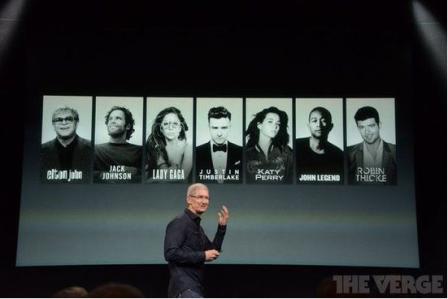 elton john
JACK
JOHNSON
LADY GAGA
JUSTIN
TIMBERLAKE
KATY
PERRY
JOHN LEGEND
ROBIN
THICKE
THE VERGE